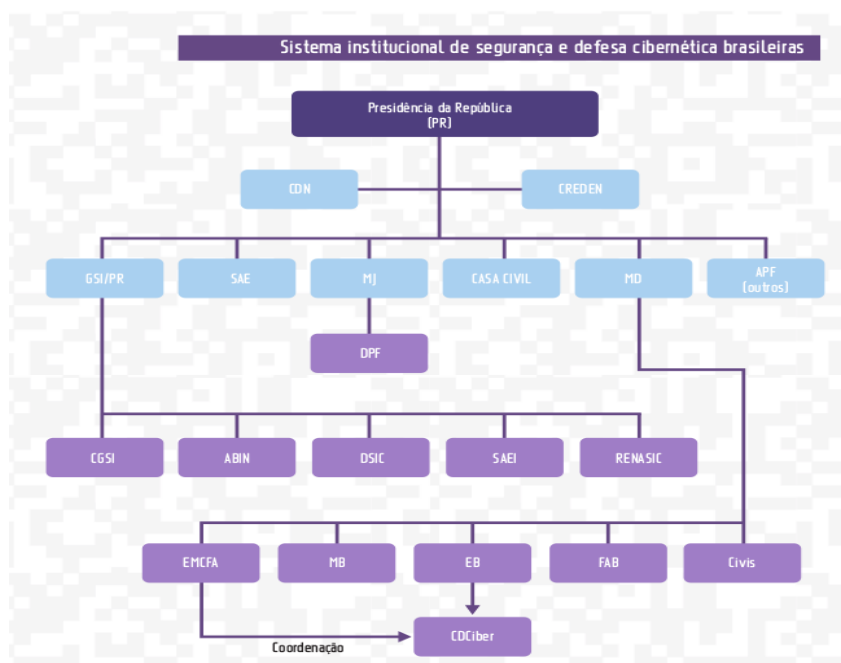 Sistema institucional de segurança e defesa cibernética brasileiras
Presidência da República
(PR)
CDN
CREDEN
GSI/PR
SAE
MJ
CASA CIVIL
MD
APF
(outros)
DPF
CGSI
ABIN
DSIC
SAEI
RENASIC
EMCFA
MB
EB
FAB
Civis
CDCiber
Coordenação